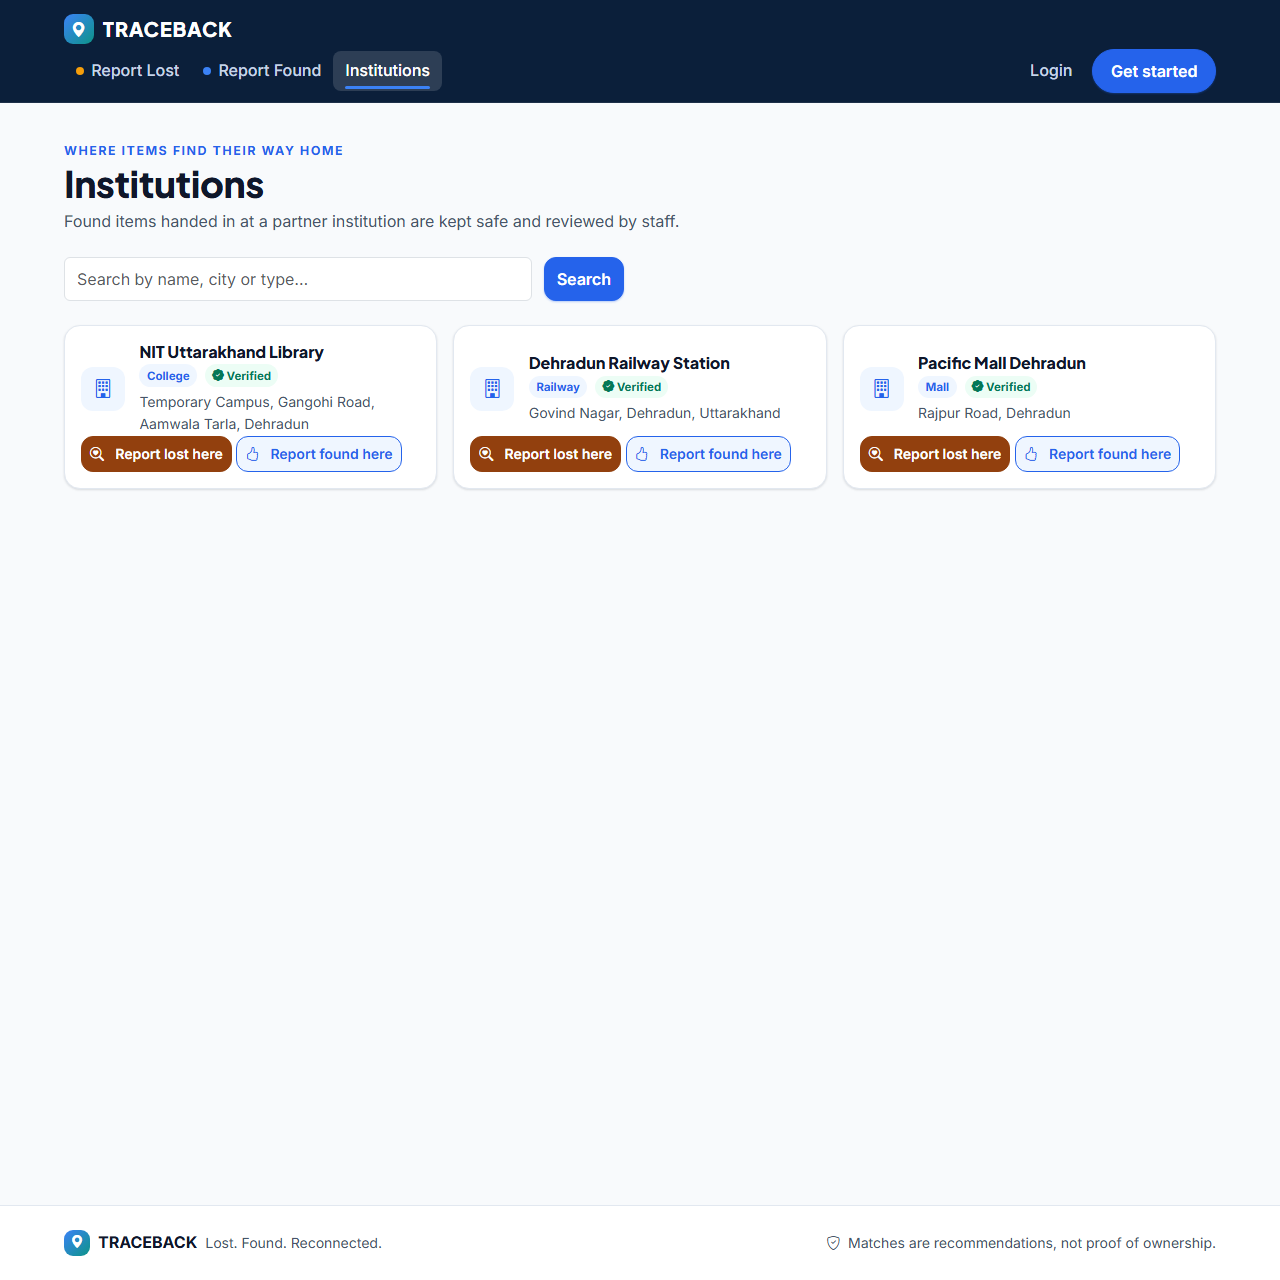 TRACEBACK
Report Lost
Report Found
Institutions
Login
Get started
WHERE ITEMS FIND THEIR WAY HOME
Institutions
Found items handed in at a partner institution are kept safe and reviewed by staff.
Search by name, city or type...
Search
NIT Uttarakhand Library
College
Verified
Temporary Campus, Gangohi Road,
Aamwala Tarla, Dehradun
Report lost here
Report found here
Dehradun Railway Station
Railway
Verified
Govind Nagar, Dehradun, Uttarakhand
Report lost here
Report found here
Pacific Mall Dehradun
Mall
Verified
Rajpur Road, Dehradun
Report lost here
Report found here
TRACEBACK
Lost. Found. Reconnected.
Matches are recommendations, not proof of ownership.